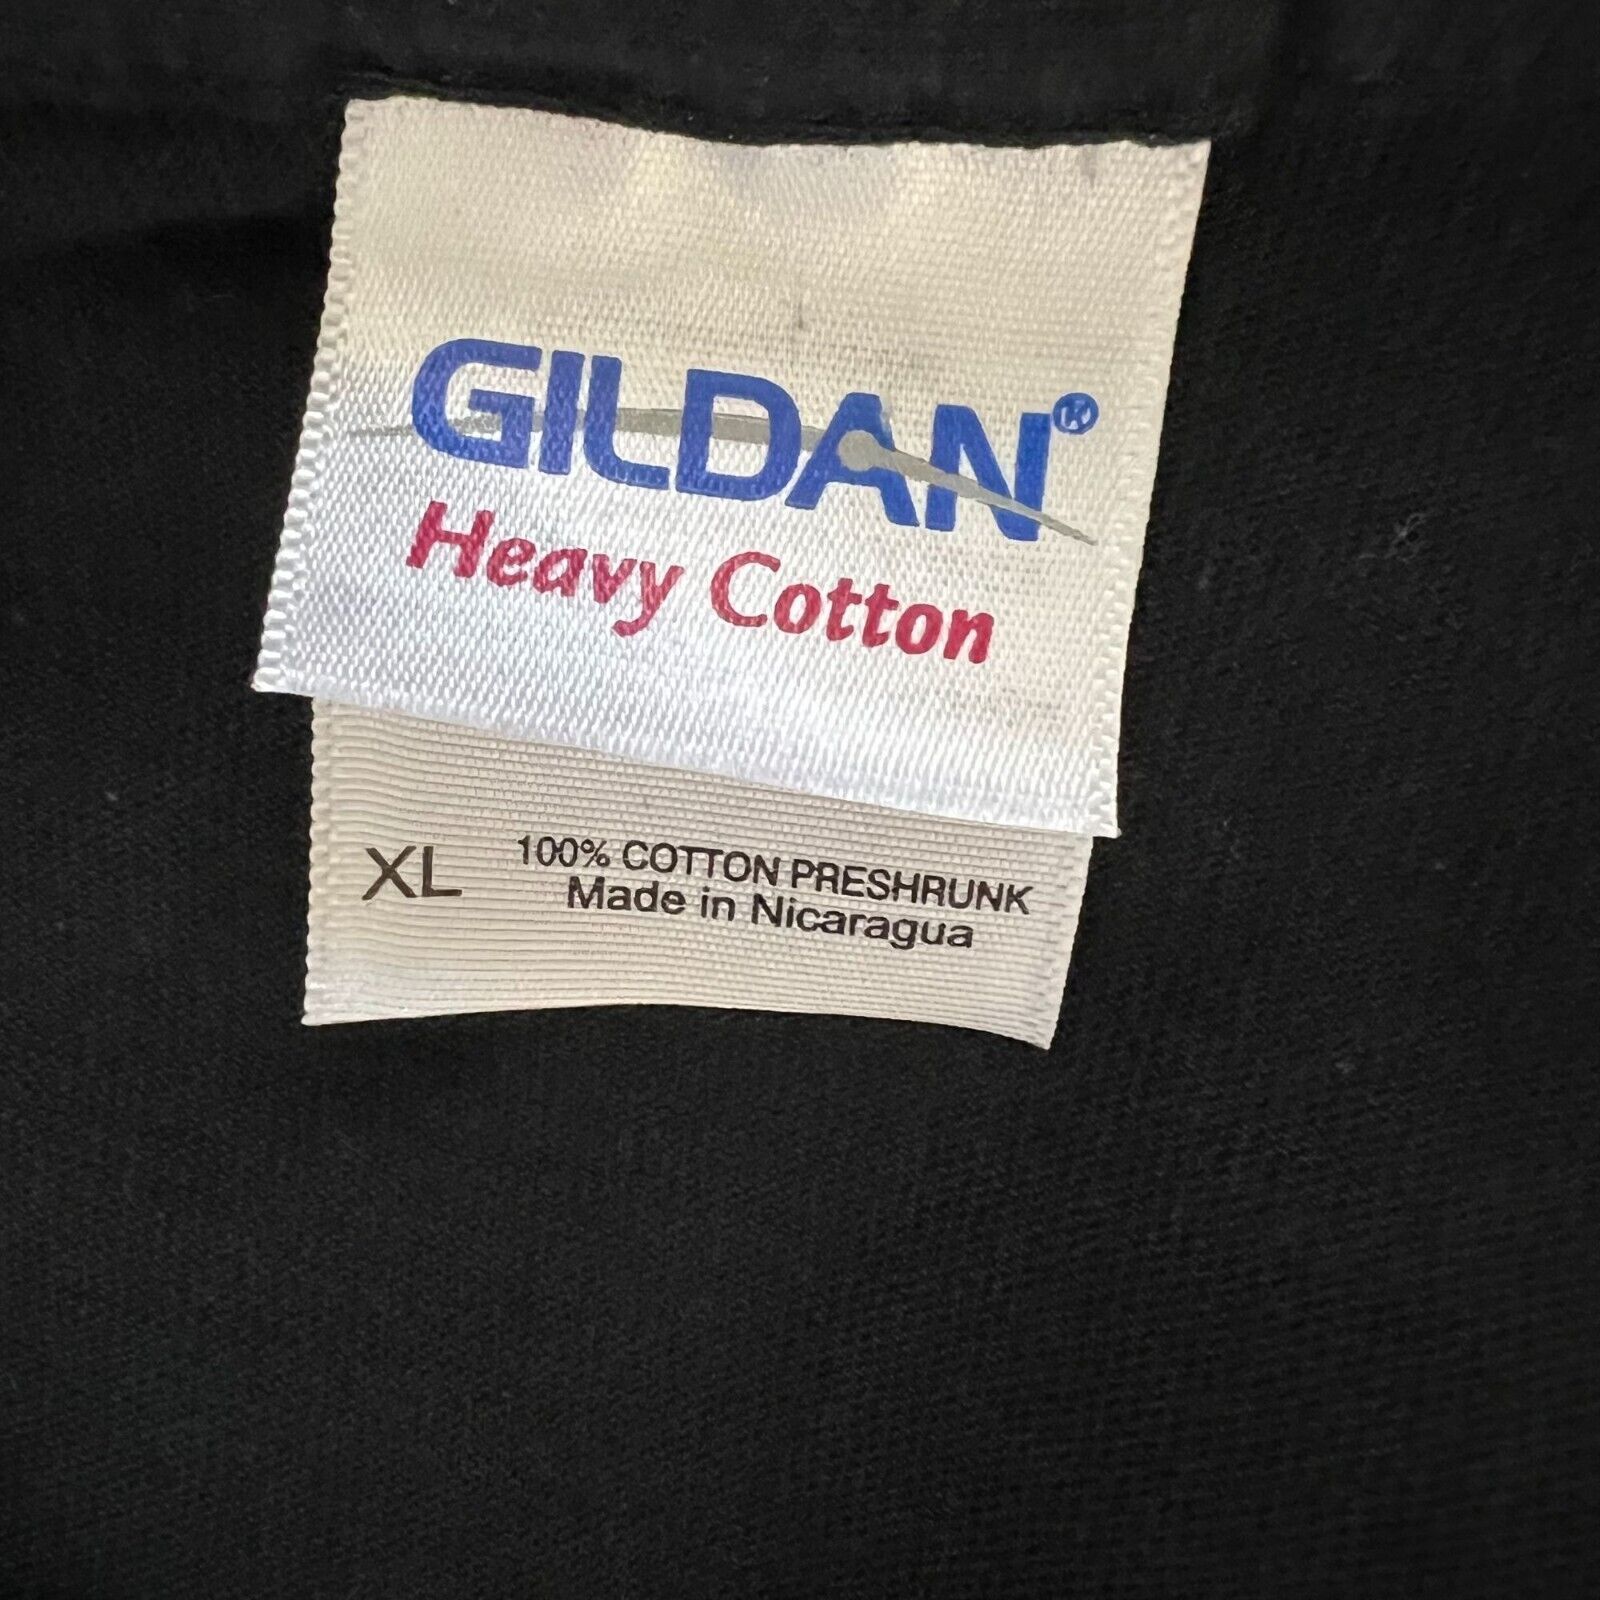 GILDAN®
Heavy Cotton
XL 100% COTTON PRESHRUNK
Made in Nicaragua